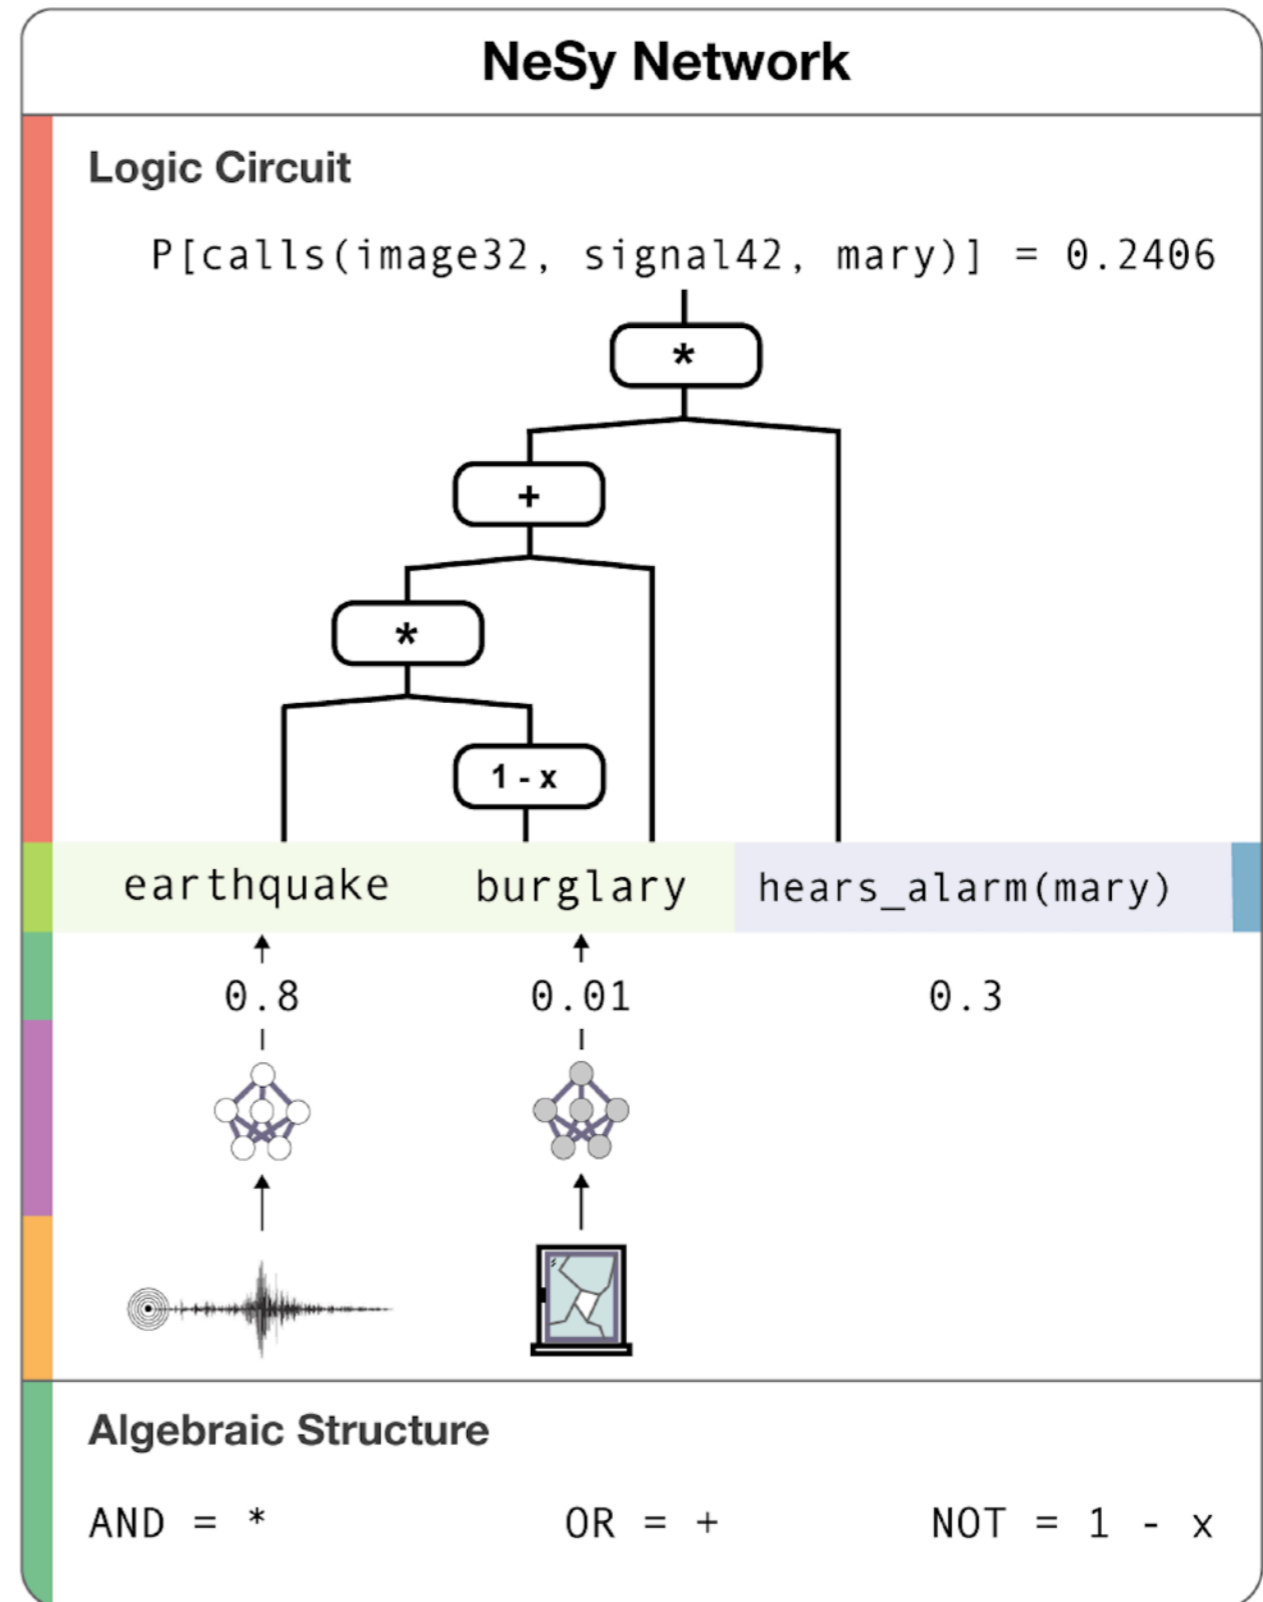 NeSy Network
Logic Circuit
P[calls(image32, signal42, mary)] = 0.2406
*
+
*
1 - x
earthquake burglary hears_alarm(mary)
0.8 0.01 0.3
Algebraic Structure
AND = * OR = + NOT = 1 - x